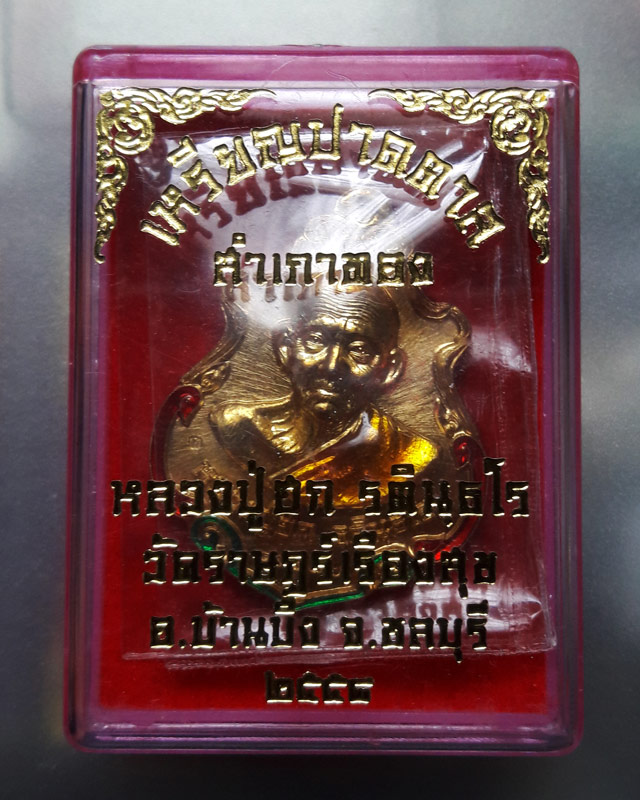 เหรียญปาดตาล
สำเภาทอง
หลวงปู่ฮก รตินฺธโร
วัดราษฎร์เรืองสุข
อ.บ้านบึง จ.ชลบุรี
๒๕๕๘